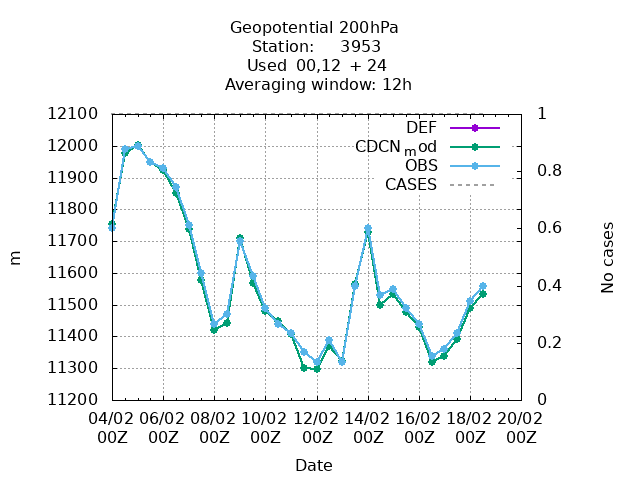 Geopotential 200hPa
Station: 3953
Used 00,12 + 24
Averaging window: 12h
12100
12000
11900
11800
11700
11600
11500
11400
11300
11200
m
1
0.8
0.6
0.4
0.2
0
No cases
DEF
CDCNmod
OBS
CASES
04/02 06/02 08/02 10/02 12/02 14/02 16/02 18/02 20/02
00Z 00Z 00Z 00Z 00Z 00Z 00Z 00Z 00Z
Date